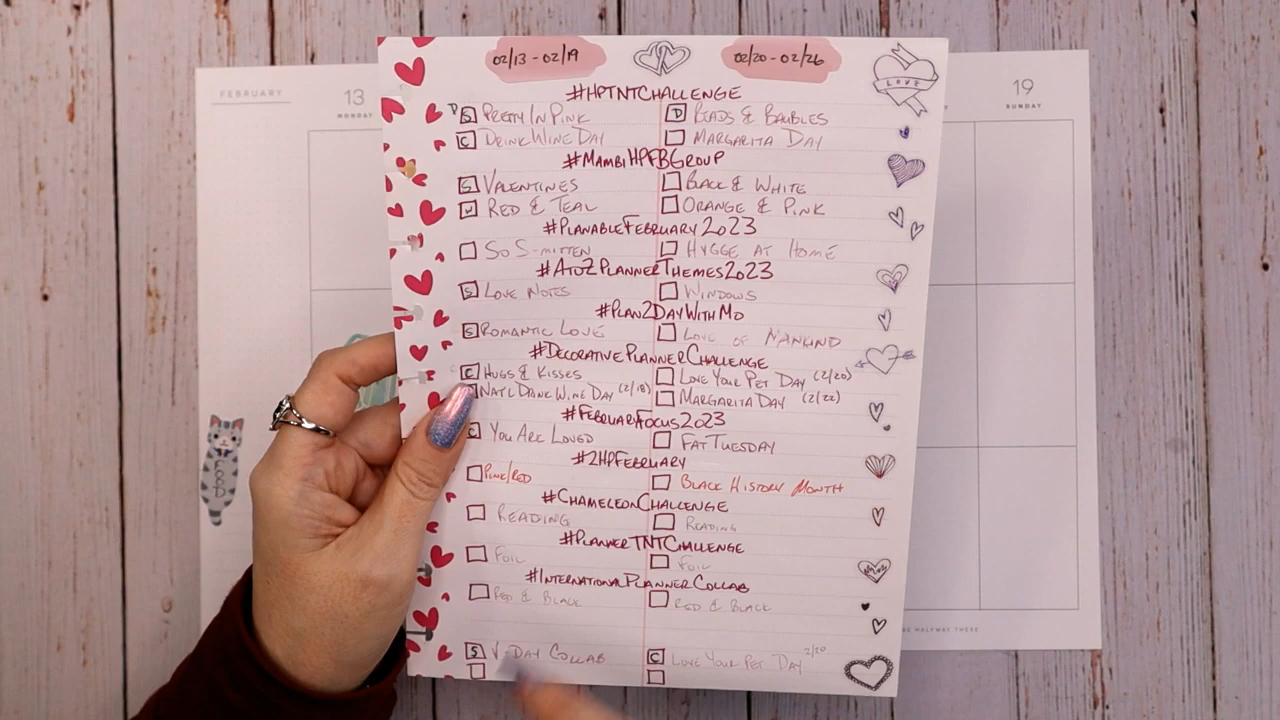 FEBRUARY
13
MONDAY
19
SUNDAY
02/13 - 02/19
02/20 - 02/26
LOVE
#HPTNTCHALLENGE
D S PRETTY IN PINK
D BEADS & BAUBLES
C DRINK WINE DAY
MARGARITA DAY
#MAMBIHPFBGROUP
S VALENTINES
BLACK & WHITE
V RED & TEAL
ORANGE & PINK
#PLANABLEFEBRUARY2023
SO S-MITTEN
HYGGE AT HOME
#ATOZPLANNERTHEMES2023
S LOVE NOTES
WINDOWS
#PLAN2DAYWITHMO
S ROMANTIC LOVE
LOVE OF MANKIND
#DECORATIVEPLANNERCHALLENGE
C HUGS & KISSES
LOVE YOUR PET DAY (2/20)
NAT'L DRINK WINE DAY (2/18)
MARGARITA DAY (2/22)
#FEBRUARYFOCUS2023
C YOU ARE LOVED
FAT TUESDAY
#2HPFEBRUARY
PINK/RED
BLACK HISTORY MONTH
#CHAMELEONCHALLENGE
READING
READING
#PLANNERTNTCHALLENGE
FOIL
FOIL
#INTERNATIONALPLANNERCOLLAB
RED & BLACK
RED & BLACK
S V-DAY COLLAB
C LOVE YOUR PET DAY 2/20
FOOD
BE HALFWAY THERE